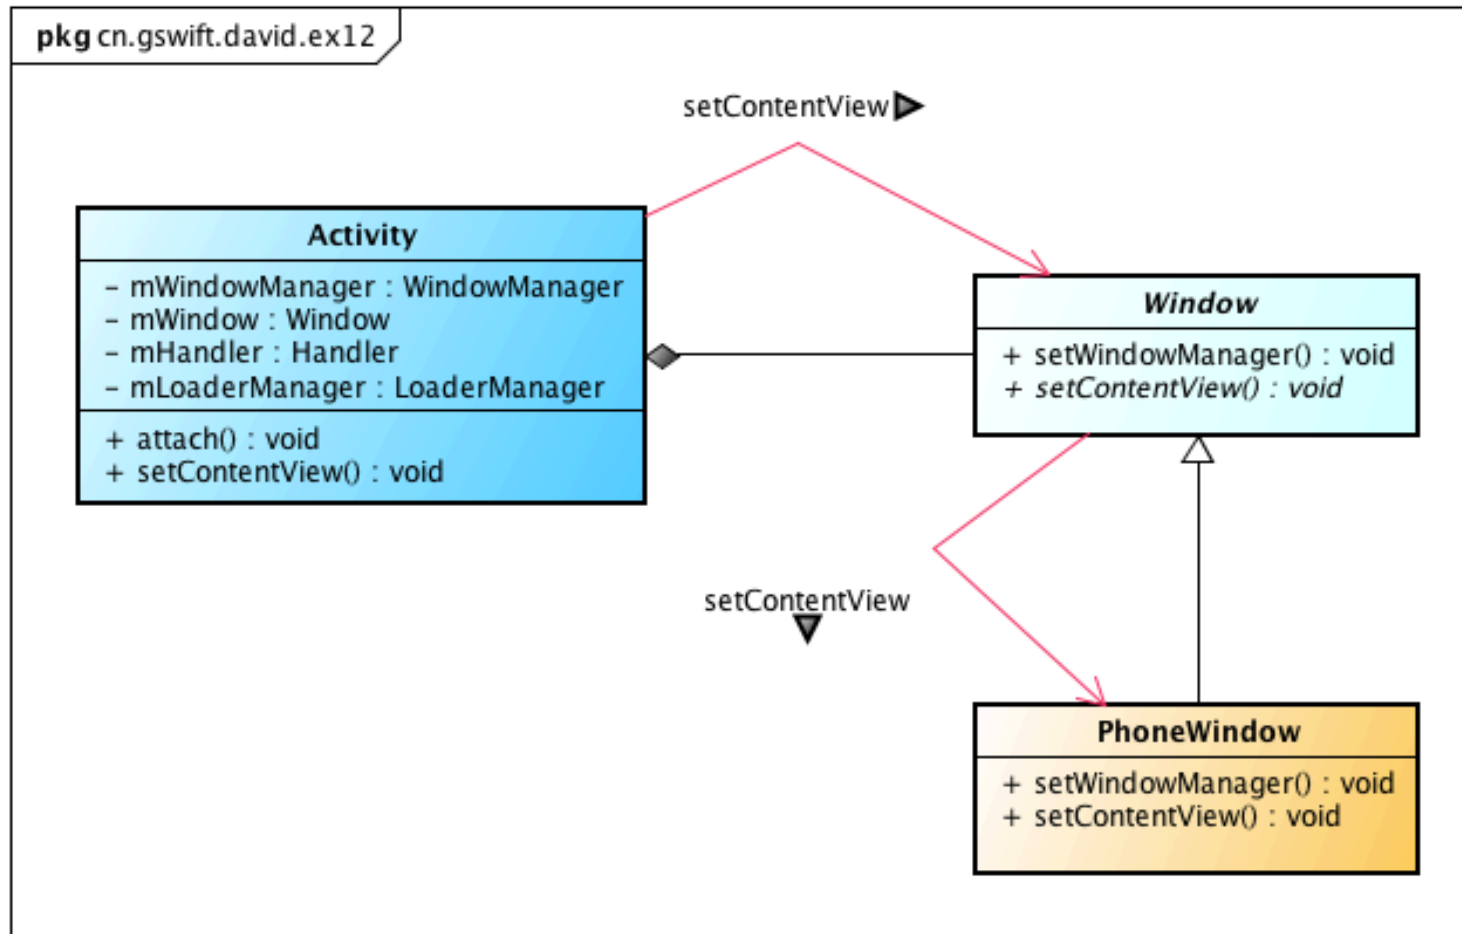 pkg cn.gswift.david.ex12
setContentView
Activity
- mWindowManager : WindowManager
- mWindow : Window
- mHandler : Handler
- mLoaderManager : LoaderManager
+ attach() : void
+ setContentView() : void
Window
+ setWindowManager() : void
+ setContentView() : void
setContentView
PhoneWindow
+ setWindowManager() : void
+ setContentView() : void